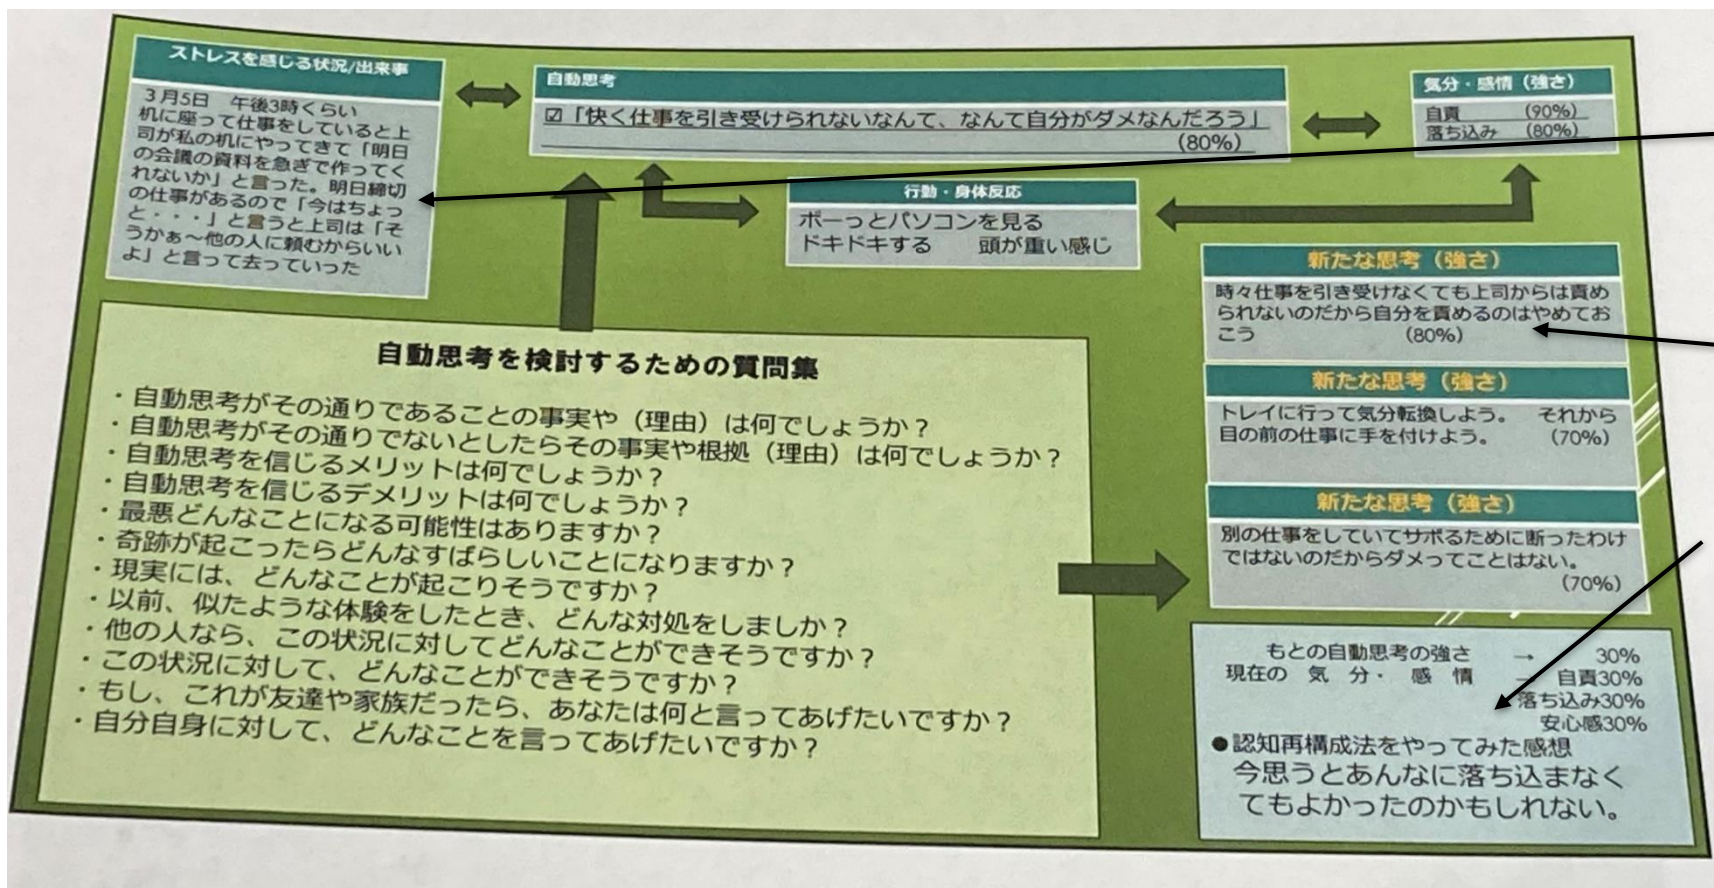 ストレスを感じる状況/出来事
3月5日 午後3時くらい
机に座って仕事をしていると上
司が私の机にやってきて「明日
の会議の資料を急ぎで作ってく
れないか」と言った。明日締切
の仕事があるので「今はちょっ
と・・・」と言うと上司は「そ
うかぁ～他の人に頼むからいい
よ」と言って去っていった
自動思考
☑「快く仕事を引き受けられないなんて、なんて自分がダメなんだろう」
(80%)
気分・感情（強さ）
自責 (90%)
落ち込み (80%)
行動・身体反応
ボーっとパソコンを見る
ドキドキする 頭が重い感じ
自動思考を検討するための質問集
・自動思考がその通りであることの事実や（理由）は何でしょうか？
・自動思考がその通りでないとしたらその事実や根拠（理由）は何でしょうか？
・自動思考を信じるメリットは何でしょうか？
・自動思考を信じるデメリットは何でしょうか？
・最悪どんなことになる可能性はありますか？
・奇跡が起こったらどんなすばらしいことになりますか？
・現実には、どんなことが起こりそうですか？
・以前、似たような体験をしたとき、どんな対処をしましか？
・他の人なら、この状況に対してどんなことができそうですか？
・この状況に対して、どんなことができそうですか？
・もし、これが友達や家族だったら、あなたは何と言ってあげたいですか？
・自分自身に対して、どんなことを言ってあげたいですか？
新たな思考（強さ）
時々仕事を引き受けなくても上司からは責め
られないのだから自分を責めるのはやめてお
こう (80%)
新たな思考（強さ）
トレイに行って気分転換しよう。 それから
目の前の仕事に手を付けよう。 (70%)
新たな思考（強さ）
別の仕事をしていてサボるために断ったわけ
ではないのだからダメってことはない。
(70%)
もとの自動思考の強さ → 30%
現在の 気 分・ 感 情 → 自責30%
落ち込み30%
安心感30%
●認知再構成法をやってみた感想
今思うとあんなに落ち込まなく
てもよかったのかもしれない。